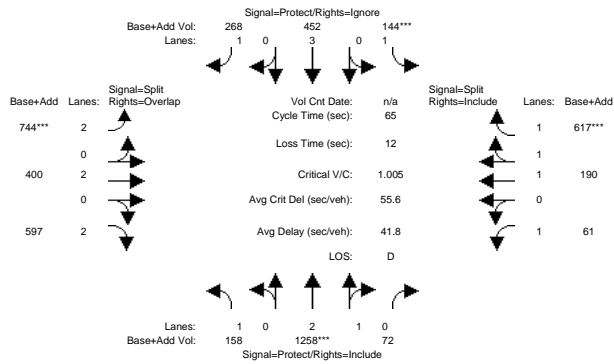 Signal=Protect/Rights=Ignore
Base+Add Vol: 268 452 144***
Lanes: 1 0 3 0 1
Signal=Split
Rights=Overlap
Base+Add Lanes:
744*** 2
0
400 2
0
597 2
Vol Cnt Date: n/a
Cycle Time (sec): 65
Loss Time (sec): 12
Critical V/C: 1.005
Avg Crit Del (sec/veh): 55.6
Avg Delay (sec/veh): 41.8
LOS: D
Signal=Split
Rights=Include
Lanes: Base+Add
1 617***
1
1 190
0
1 61
Lanes: 1 0 2 1 0
Base+Add Vol: 158 1258*** 72
Signal=Protect/Rights=Include